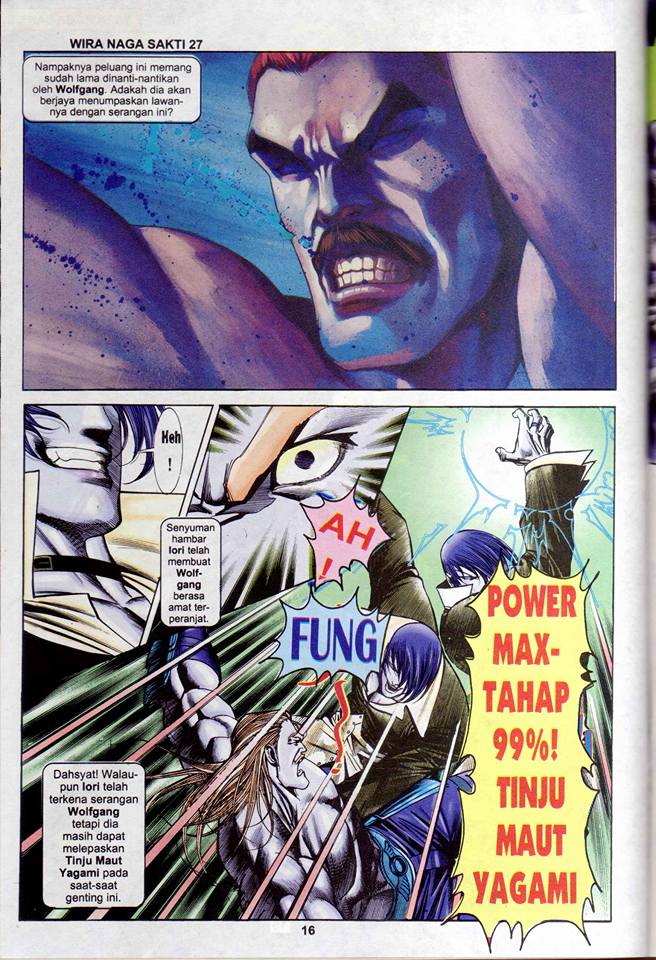 WIRA NAGA SAKTI 27
Nampaknya peluang ini memang
sudah lama dinanti-nantikan
oleh Wolfgang. Adakah dia akan
berjaya menumpaskan lawan-
nya dengan serangan ini?
Heh
!
Senyuman
hambar
Iori telah
membuat
Wolf-
gang
berasa
amat ter-
peranjat.
AH
!
FUNG
POWER
MAX-
TAHAP
99%!
TINJU
MAUT
YAGAMI
Dahsyat! Walau-
pun Iori telah
terkena serangan
Wolfgang
tetapi dia
masih dapat
melepaskan
Tinju Maut
Yagami pada
saat-saat
genting ini.
16